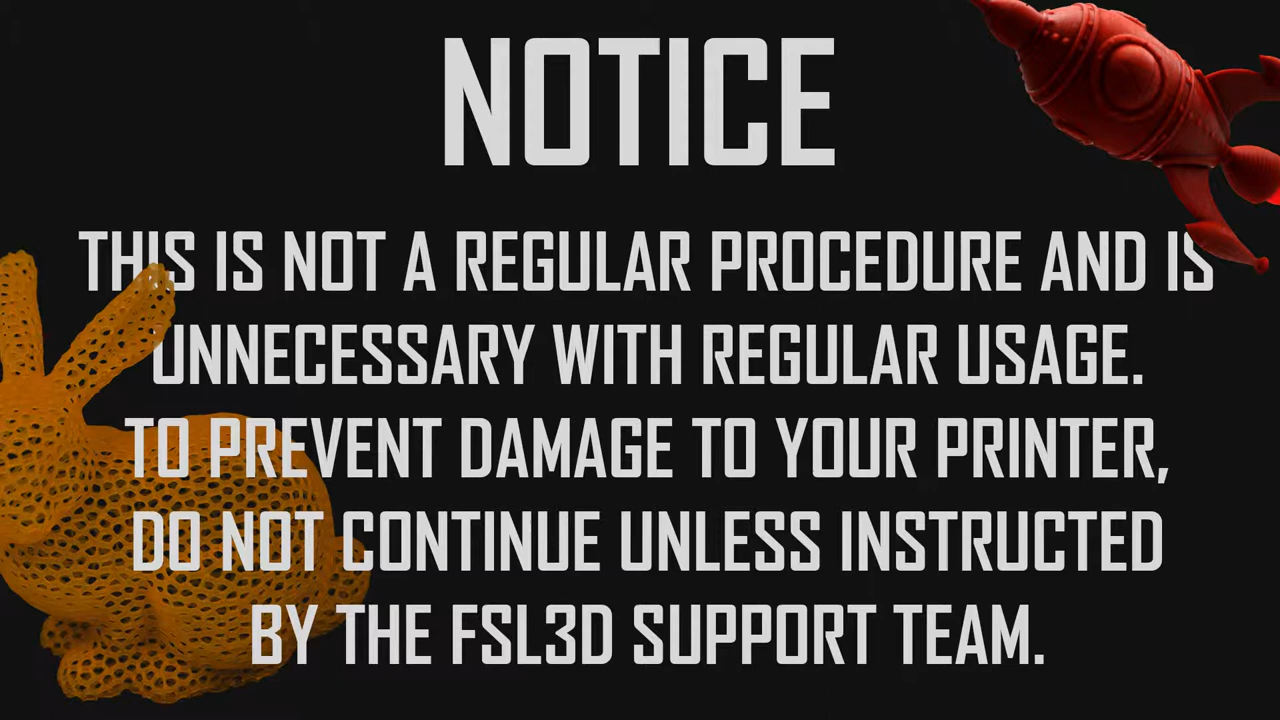 NOTICE
THIS IS NOT A REGULAR PROCEDURE AND IS
UNNECESSARY WITH REGULAR USAGE.
TO PREVENT DAMAGE TO YOUR PRINTER,
DO NOT CONTINUE UNLESS INSTRUCTED
BY THE FSL3D SUPPORT TEAM.